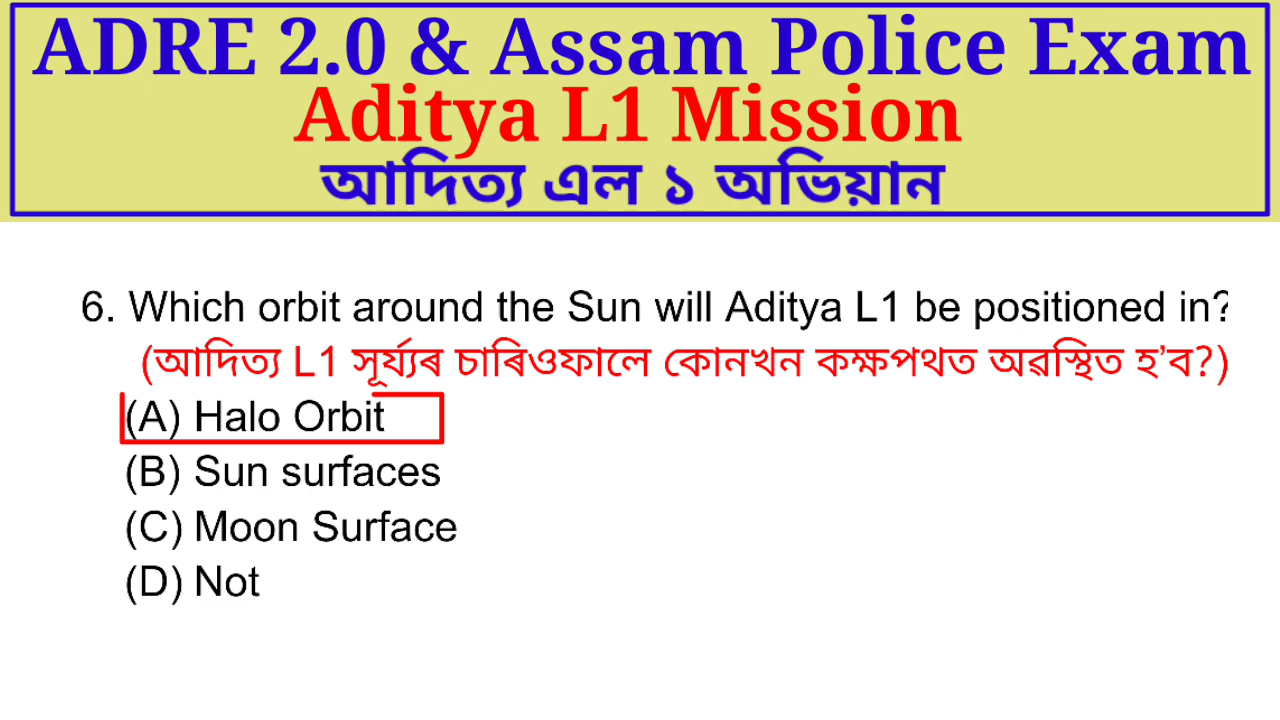 ADRE 2.0 & Assam Police Exam
Aditya L1 Mission
আদিত্য এল ১ অভিয়ান
6. Which orbit around the Sun will Aditya L1 be positioned in?
(আদিত্য L1 সূৰ্য্যৰ চাৰিওফালে কোনখন কক্ষপথত অৱস্থিত হ'ব?)
(A) Halo Orbit
(B) Sun surfaces
(C) Moon Surface
(D) Not